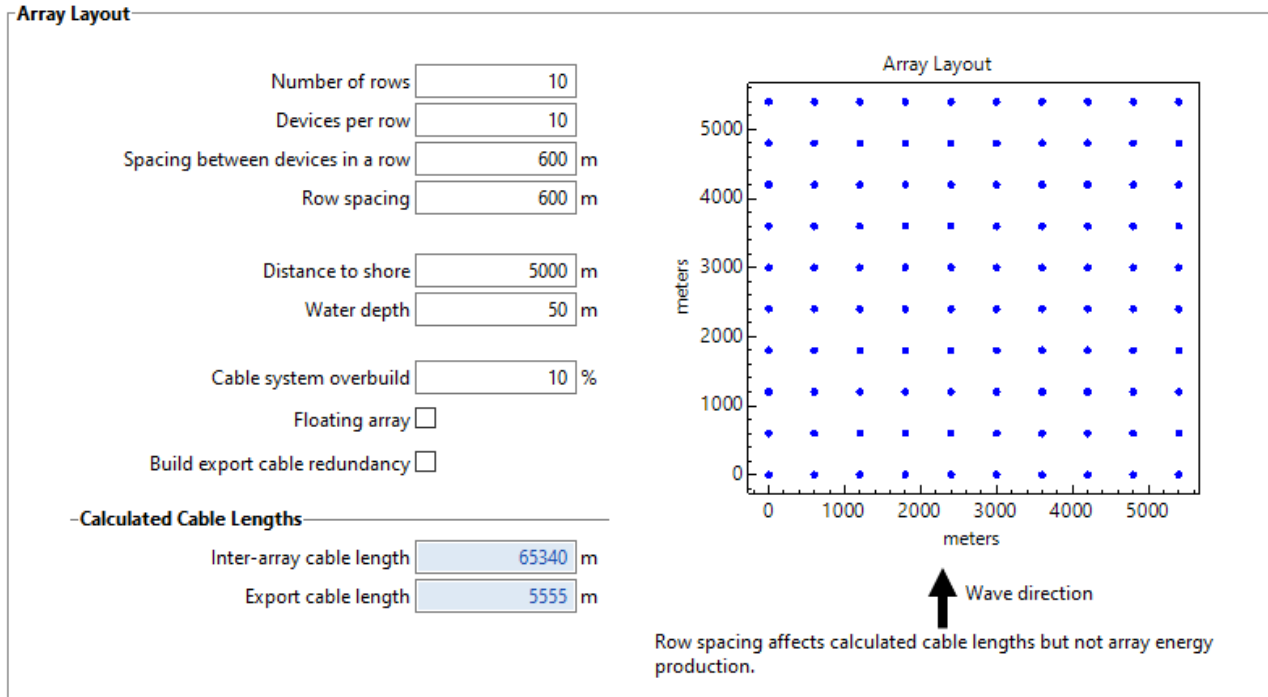 Array Layout
Number of rows 10
Devices per row 10
Spacing between devices in a row 600 m
Row spacing 600 m
Distance to shore 5000 m
Water depth 50 m
Cable system overbuild 10 %
Floating array
Build export cable redundancy
Calculated Cable Lengths
Inter-array cable length 65340 m
Export cable length 5555 m
Array Layout
5000
4000
3000
2000
1000
0
meters
0 1000 2000 3000 4000 5000
meters
Wave direction
Row spacing affects calculated cable lengths but not array energy
production.